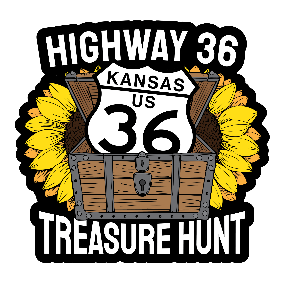 HIGHWAY 36
KANSAS
US
36
TREASURE HUNT